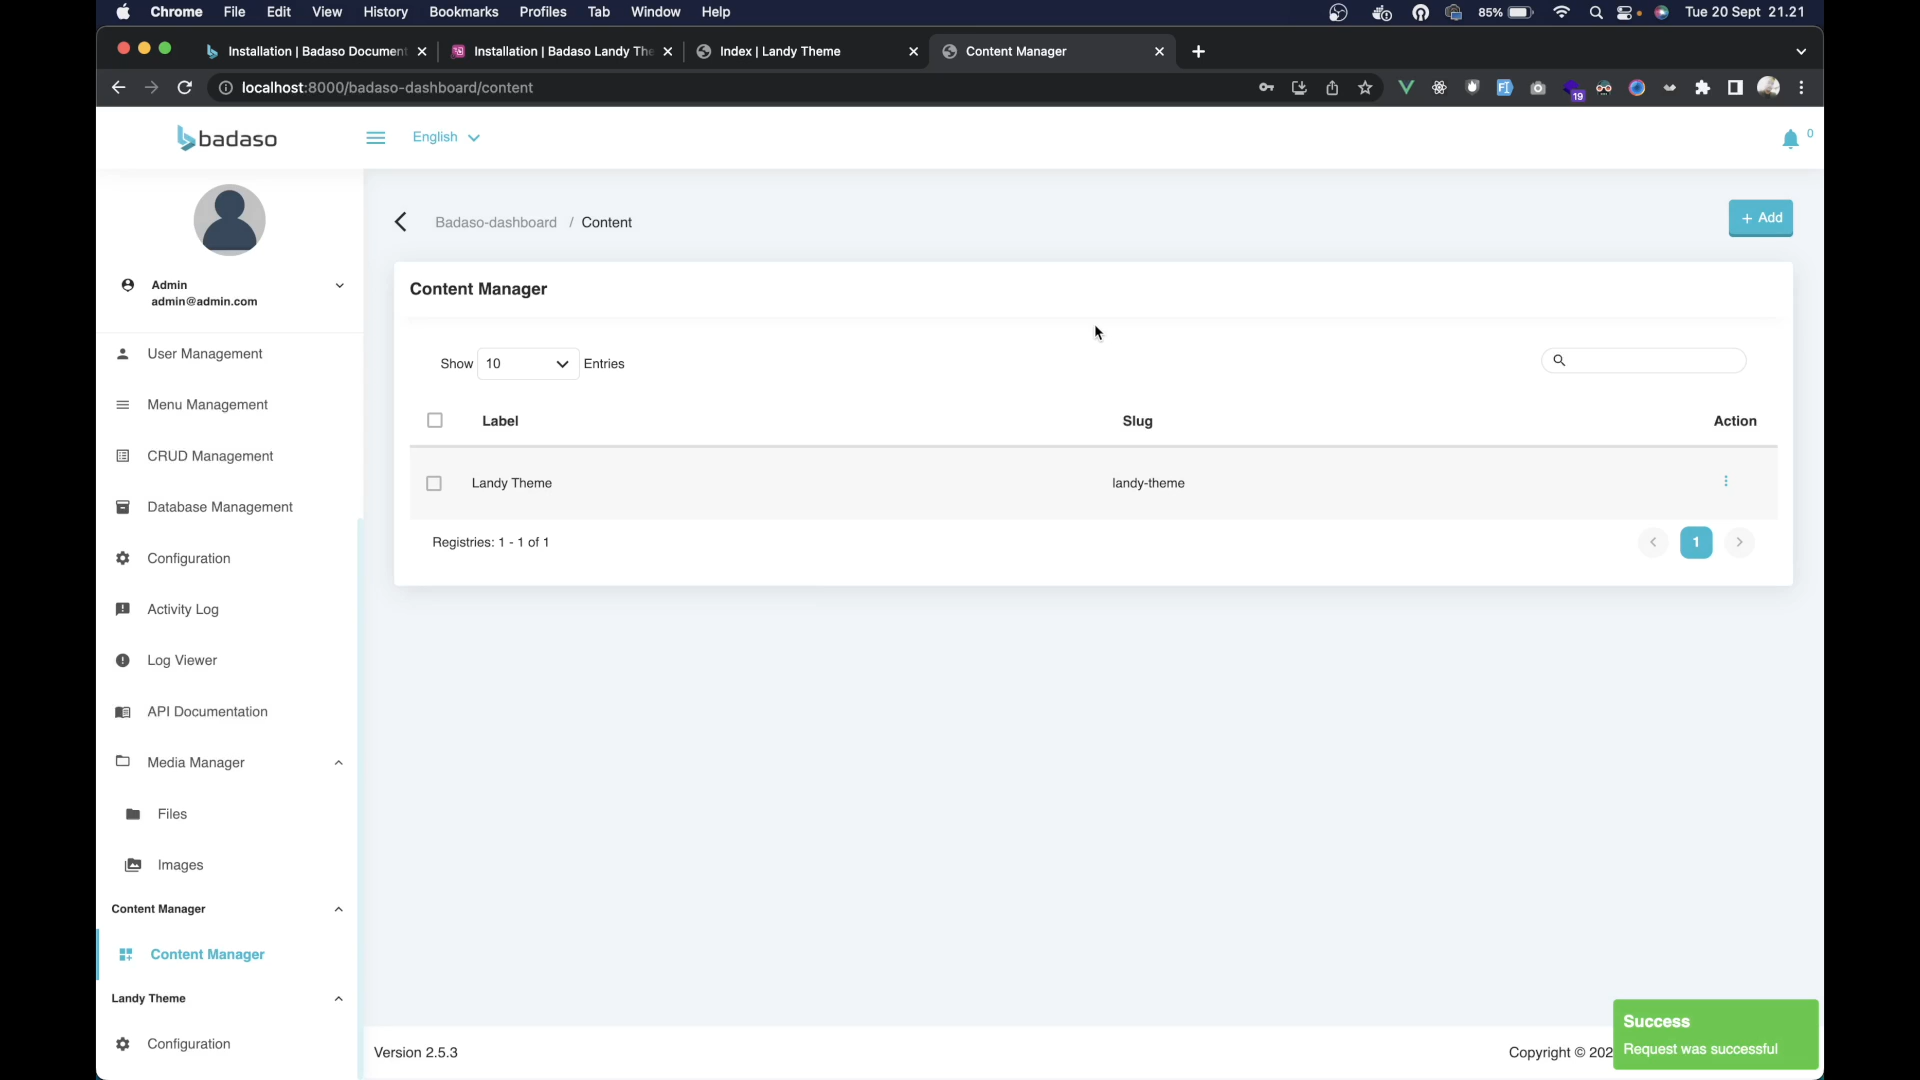 Chrome File Edit View History Bookmarks Profiles Tab Window Help 85% Tue 20 Sept 21.21
Installation | Badaso Document Installation | Badaso Landy The Index | Landy Theme Content Manager
localhost:8000/badaso-dashboard/content 19
badaso English 0
Badaso-dashboard / Content + Add
Admin
admin@admin.com
User Management
Menu Management
CRUD Management
Database Management
Configuration
Activity Log
Log Viewer
API Documentation
Media Manager
Files
Images
Content Manager
Content Manager
Landy Theme
Configuration
Content Manager
Show 10 Entries
Label Slug Action
Landy Theme landy-theme
Registries: 1 - 1 of 1 1
Version 2.5.3 Copyright © 202
Success
Request was successful